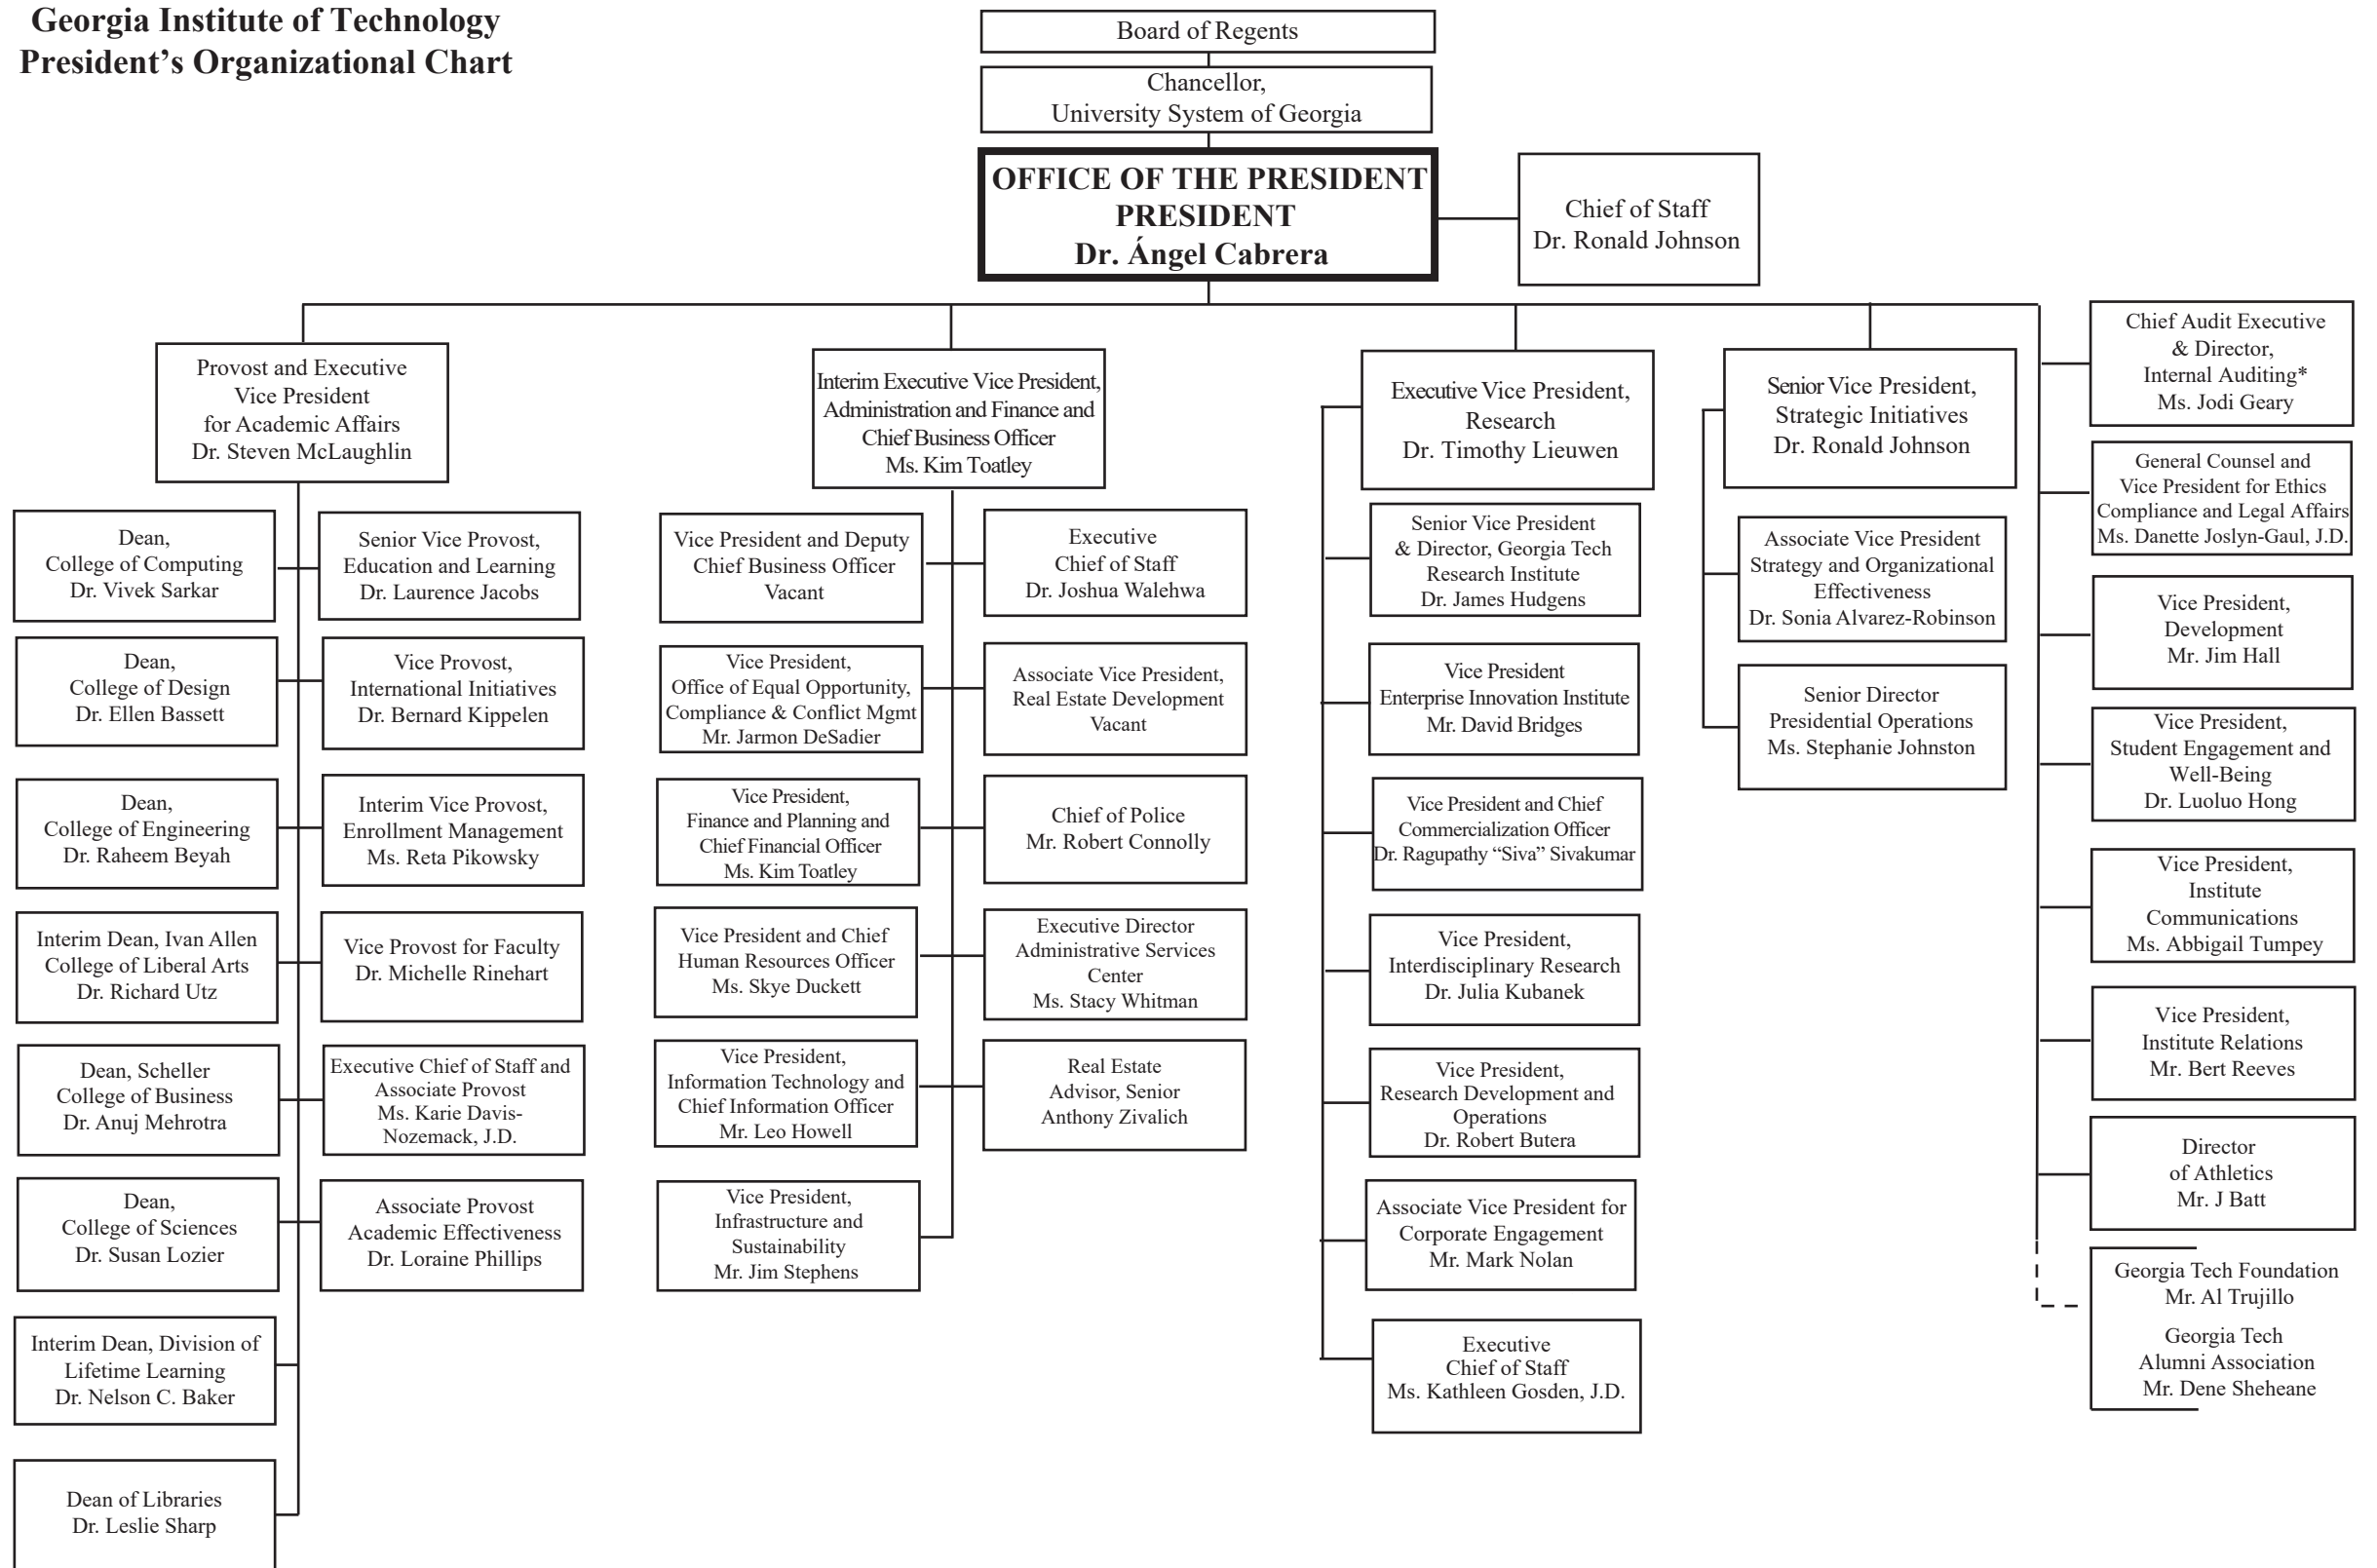 Georgia Institute of Technology
President’s Organizational Chart
Board of Regents
Chancellor,
University System of Georgia
OFFICE OF THE PRESIDENT
PRESIDENT
Dr. Ángel Cabrera
Chief of Staff
Dr. Ronald Johnson
Provost and Executive
Vice President
for Academic Affairs
Dr. Steven McLaughlin
Dean,
College of Computing
Dr. Vivek Sarkar
Senior Vice Provost,
Education and Learning
Dr. Laurence Jacobs
Dean,
College of Design
Dr. Ellen Bassett
Vice Provost,
International Initiatives
Dr. Bernard Kippelen
Dean,
College of Engineering
Dr. Raheem Beyah
Interim Vice Provost,
Enrollment Management
Ms. Reta Pikowsky
Interim Dean, Ivan Allen
College of Liberal Arts
Dr. Richard Utz
Vice Provost for Faculty
Dr. Michelle Rinehart
Dean, Scheller
College of Business
Dr. Anuj Mehrotra
Executive Chief of Staff and
Associate Provost
Ms. Karie Davis-
Nozemack, J.D.
Dean,
College of Sciences
Dr. Susan Lozier
Associate Provost
Academic Effectiveness
Dr. Loraine Phillips
Interim Dean, Division of
Lifetime Learning
Dr. Nelson C. Baker
Dean of Libraries
Dr. Leslie Sharp
Interim Executive Vice President,
Administration and Finance and
Chief Business Officer
Ms. Kim Toatley
Vice President and Deputy
Chief Business Officer
Vacant
Executive
Chief of Staff
Dr. Joshua Walehwa
Vice President,
Office of Equal Opportunity,
Compliance & Conflict Mgmt
Mr. Jarmon DeSadier
Associate Vice President,
Real Estate Development
Vacant
Vice President,
Finance and Planning and
Chief Financial Officer
Ms. Kim Toatley
Chief of Police
Mr. Robert Connolly
Vice President and Chief
Human Resources Officer
Ms. Skye Duckett
Executive Director
Administrative Services
Center
Ms. Stacy Whitman
Vice President,
Information Technology and
Chief Information Officer
Mr. Leo Howell
Real Estate
Advisor, Senior
Anthony Zivalich
Vice President,
Infrastructure and
Sustainability
Mr. Jim Stephens
Executive Vice President,
Research
Dr. Timothy Lieuwen
Senior Vice President
& Director, Georgia Tech
Research Institute
Dr. James Hudgens
Vice President
Enterprise Innovation Institute
Mr. David Bridges
Vice President and Chief
Commercialization Officer
Dr. Ragupathy “Siva” Sivakumar
Vice President,
Interdisciplinary Research
Dr. Julia Kubanek
Vice President,
Research Development and
Operations
Dr. Robert Butera
Associate Vice President for
Corporate Engagement
Mr. Mark Nolan
Executive
Chief of Staff
Ms. Kathleen Gosden, J.D.
Senior Vice President,
Strategic Initiatives
Dr. Ronald Johnson
Associate Vice President
Strategy and Organizational
Effectiveness
Dr. Sonia Alvarez-Robinson
Senior Director
Presidential Operations
Ms. Stephanie Johnston
Chief Audit Executive
& Director,
Internal Auditing*
Ms. Jodi Geary
General Counsel and
Vice President for Ethics
Compliance and Legal Affairs
Ms. Danette Joslyn-Gaul, J.D.
Vice President,
Development
Mr. Jim Hall
Vice President,
Student Engagement and
Well-Being
Dr. Luoluo Hong
Vice President,
Institute
Communications
Ms. Abbigail Tumpey
Vice President,
Institute Relations
Mr. Bert Reeves
Director
of Athletics
Mr. J Batt
Georgia Tech Foundation
Mr. Al Trujillo
Georgia Tech
Alumni Association
Mr. Dene Sheheane